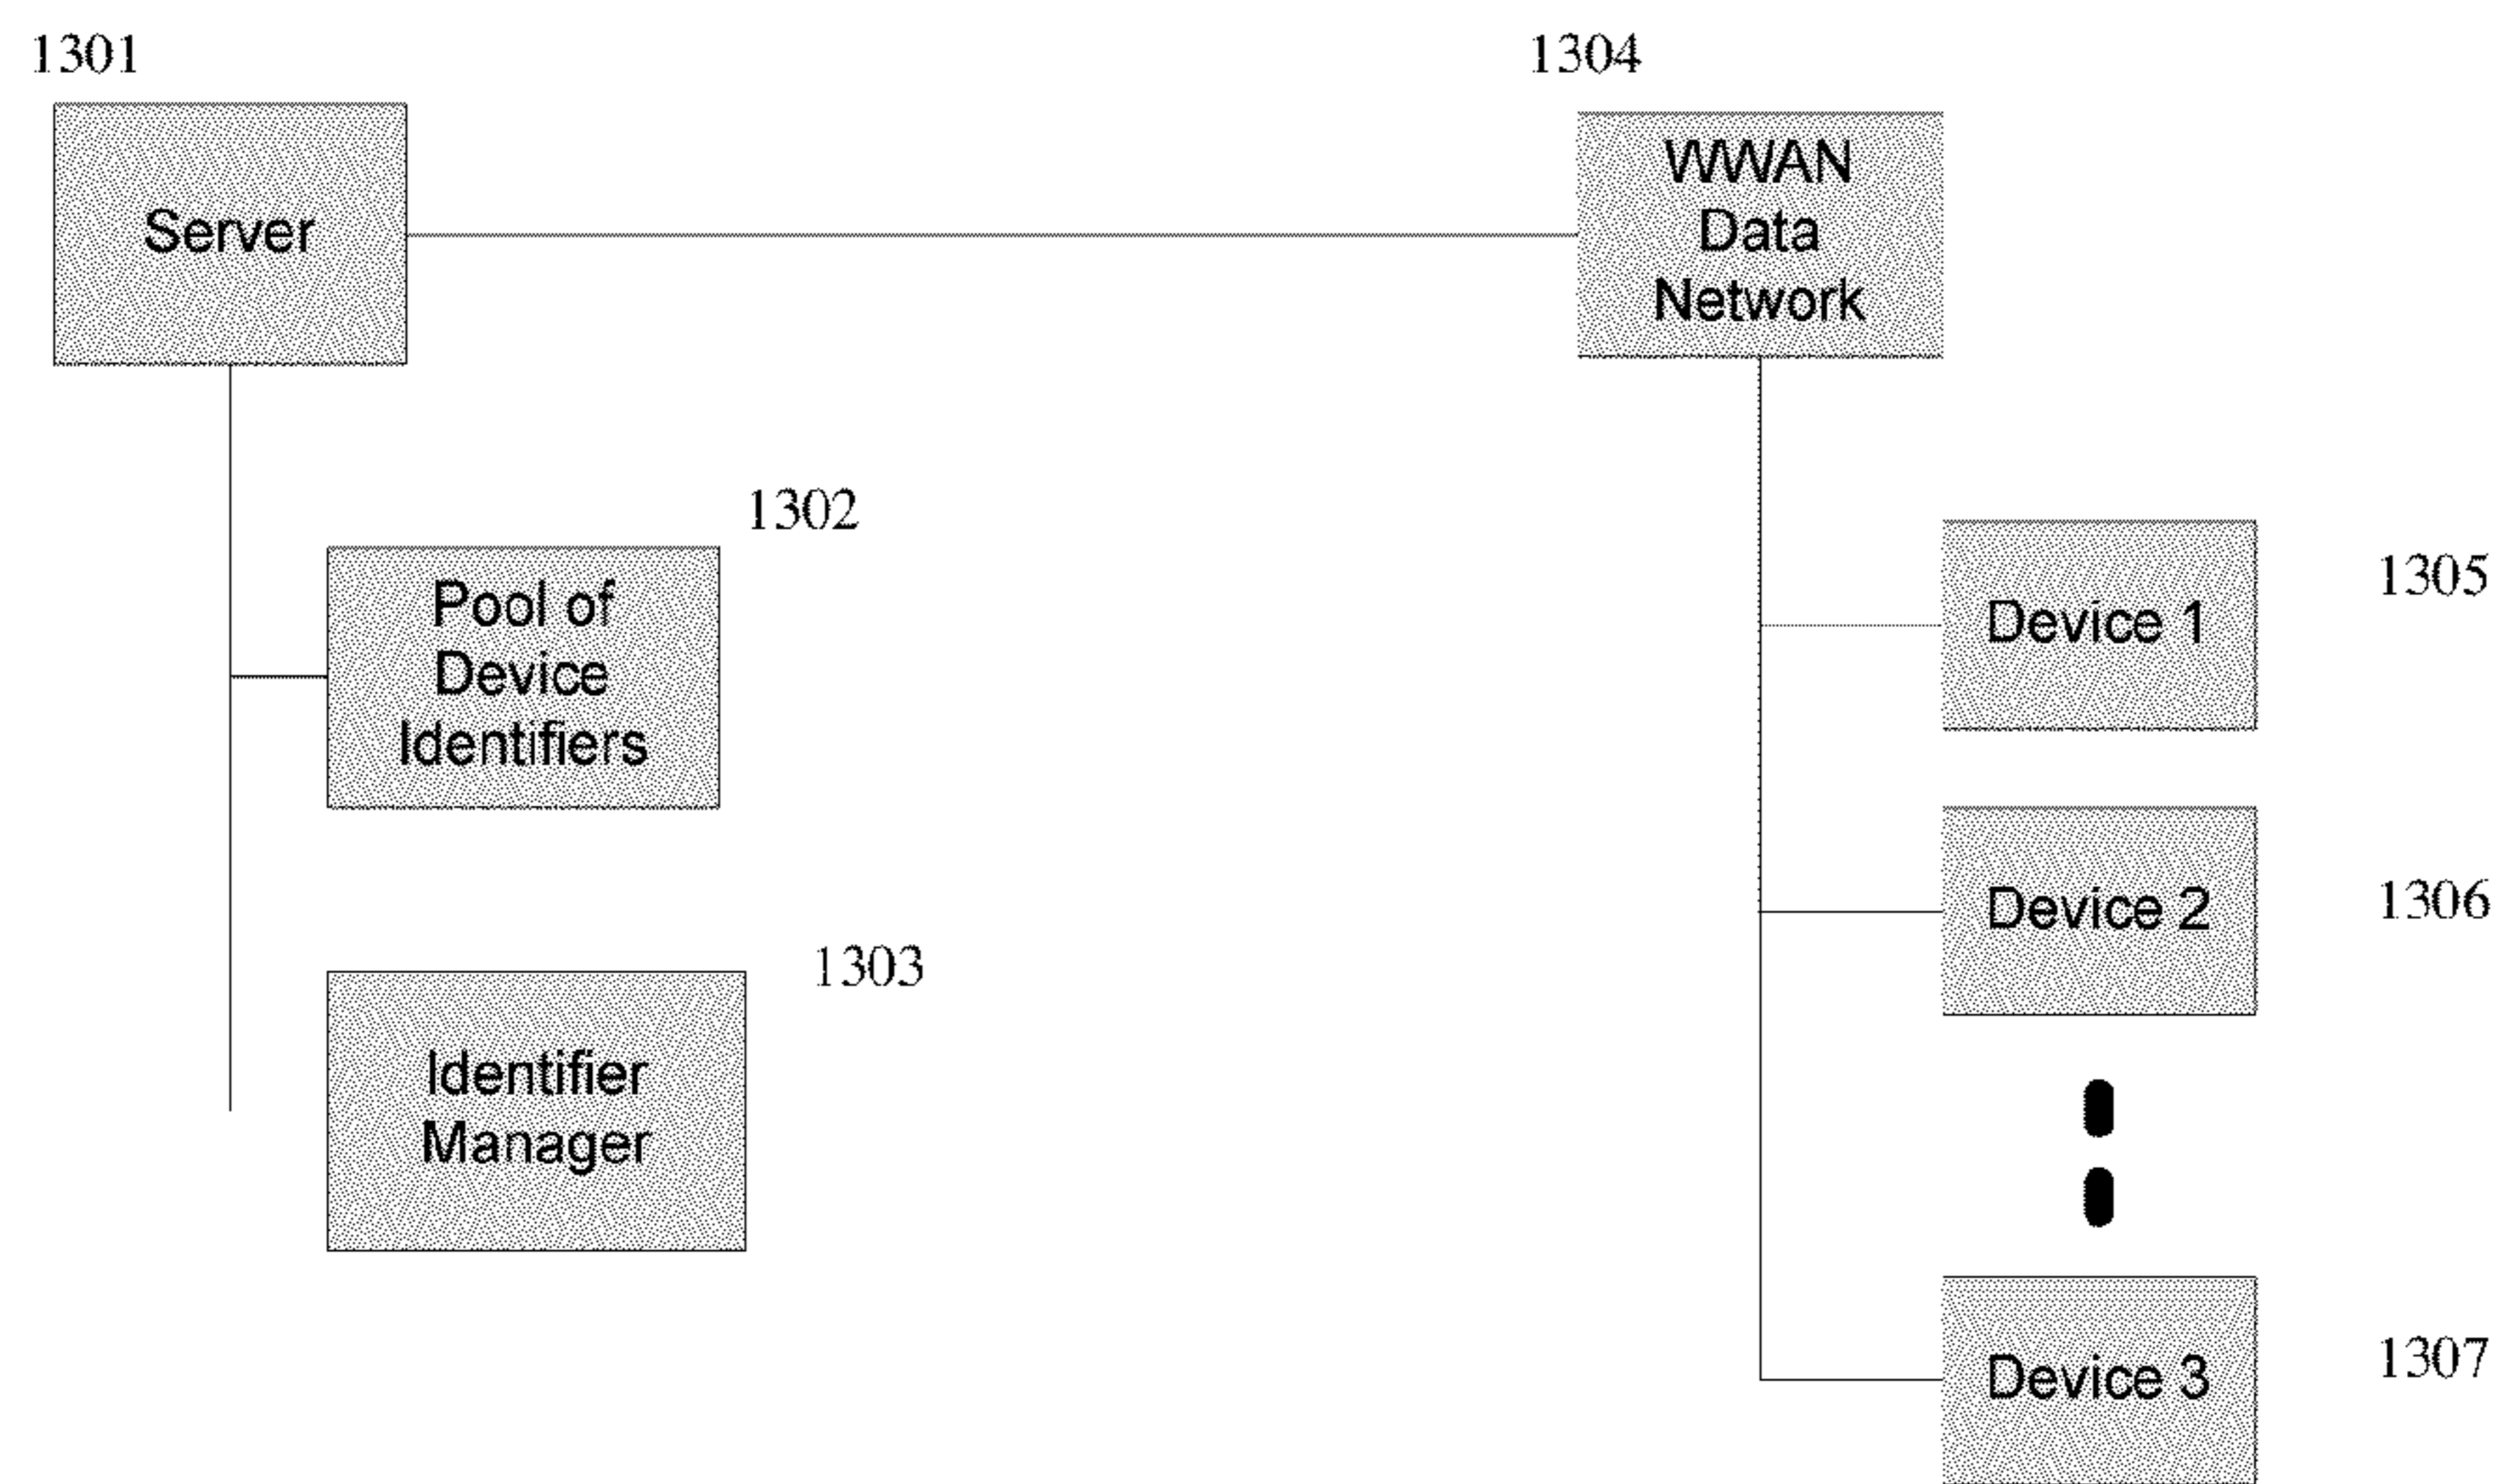 1301
Server
1304
WWAN
Data
Network
1302
Pool of
Device
Identifiers
1303
Identifier
Manager
1305
Device 1
1306
Device 2
1307
Device 3